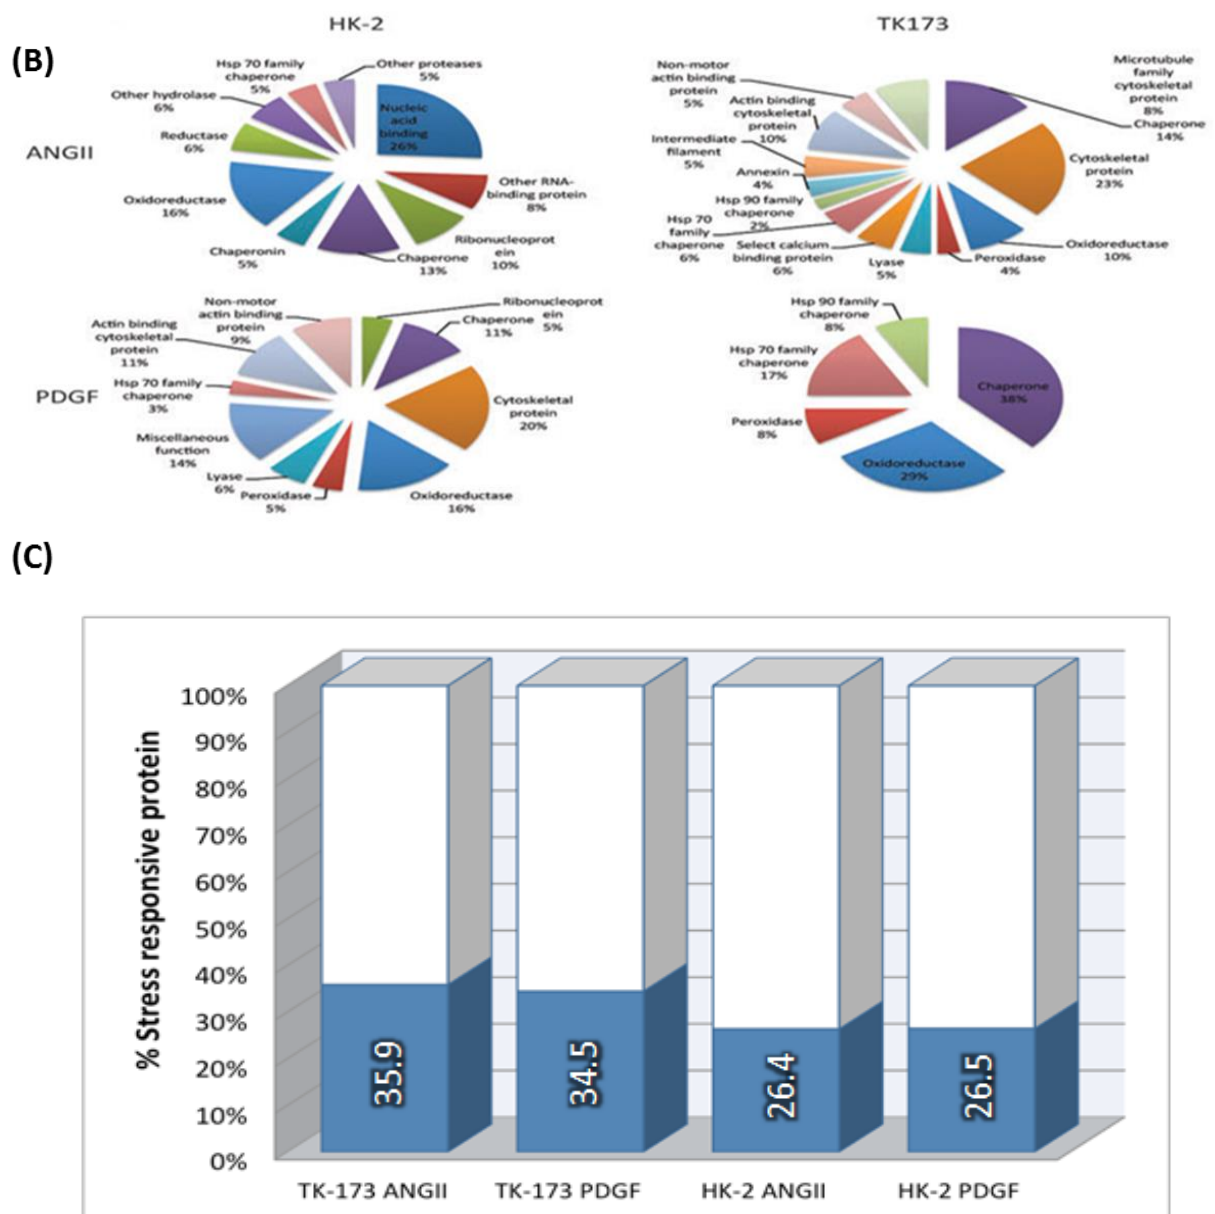 HK-2
TK173
(B)
ANGII
Nucleic
acid
binding
26%
Other RNA-
binding protein
8%
Ribonucleoprot
ein
10%
Chaperone
13%
Chaperonin
5%
Oxidoreductase
16%
Reductase
6%
Other hydrolase
6%
Hsp 70 family
chaperone
5%
Other proteases
5%
Microtubule
family
cytoskeletal
protein
8%
Chaperone
14%
Cytoskeletal
protein
23%
Oxidoreductase
10%
Peroxidase
4%
Lyase
5%
Select calcium
binding protein
6%
Hsp 70
family
chaperone
6%
Hsp 90 family
chaperone
2%
Annexin
4%
Intermediate
filament
5%
Actin binding
cytoskeletal
protein
10%
Non-motor
actin binding
protein
5%
PDGF
Ribonucleoprot
ein
5%
Chaperone
11%
Cytoskeletal
protein
20%
Oxidoreductase
16%
Peroxidase
5%
Lyase
6%
Miscellaneous
function
14%
Hsp 70 family
chaperone
3%
Actin binding
cytoskeletal
protein
11%
Non-motor
actin binding
protein
9%
Hsp 90 family
chaperone
8%
Hsp 70 family
chaperone
17%
Peroxidase
8%
Oxidoreductase
29%
Chaperone
38%
(C)
% Stress responsive protein
100%
90%
80%
70%
60%
50%
40%
30%
20%
10%
0%
35.9
34.5
26.4
26.5
TK-173 ANGII
TK-173 PDGF
HK-2 ANGII
HK-2 PDGF